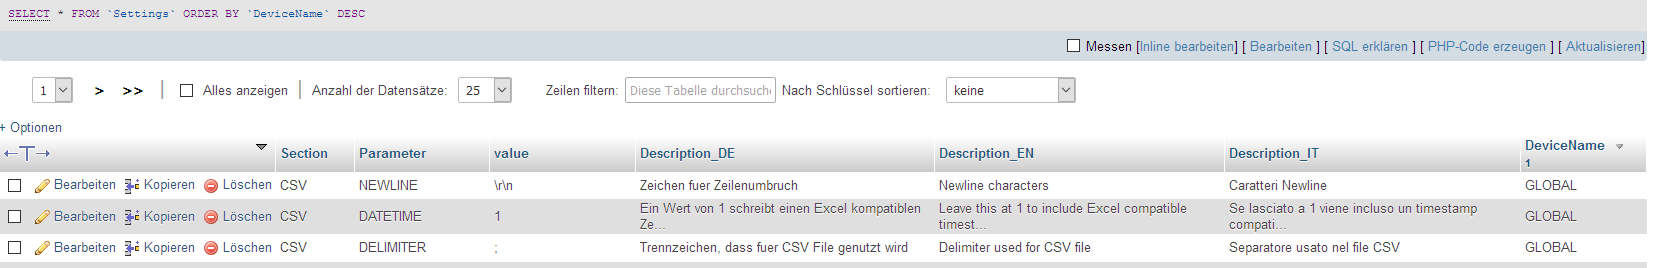 SELECT * FROM `Settings` ORDER BY `DeviceName` DESC
Messen [Inline bearbeiten] [ Bearbeiten ] [ SQL erklären ] [ PHP-Code erzeugen ] [ Aktualisieren]
1 > >> | Alles anzeigen | Anzahl der Datensätze: 25 Zeilen filtern: Diese Tabelle durchsuche Nach Schlüssel sortieren: keine
+ Optionen
←T→ Section Parameter value Description_DE Description_EN Description_IT DeviceName 1
Bearbeiten Kopieren Löschen CSV NEWLINE \r\n Zeichen fuer Zeilenumbruch Newline characters Caratteri Newline GLOBAL
Bearbeiten Kopieren Löschen CSV DATETIME 1 Ein Wert von 1 schreibt einen Excel kompatiblen Ze... Leave this at 1 to include Excel compatible timest... Se lasciato a 1 viene incluso un timestamp compati... GLOBAL
Bearbeiten Kopieren Löschen CSV DELIMITER ; Trennzeichen, dass fuer CSV File genutzt wird Delimiter used for CSV file Separatore usato nel file CSV GLOBAL